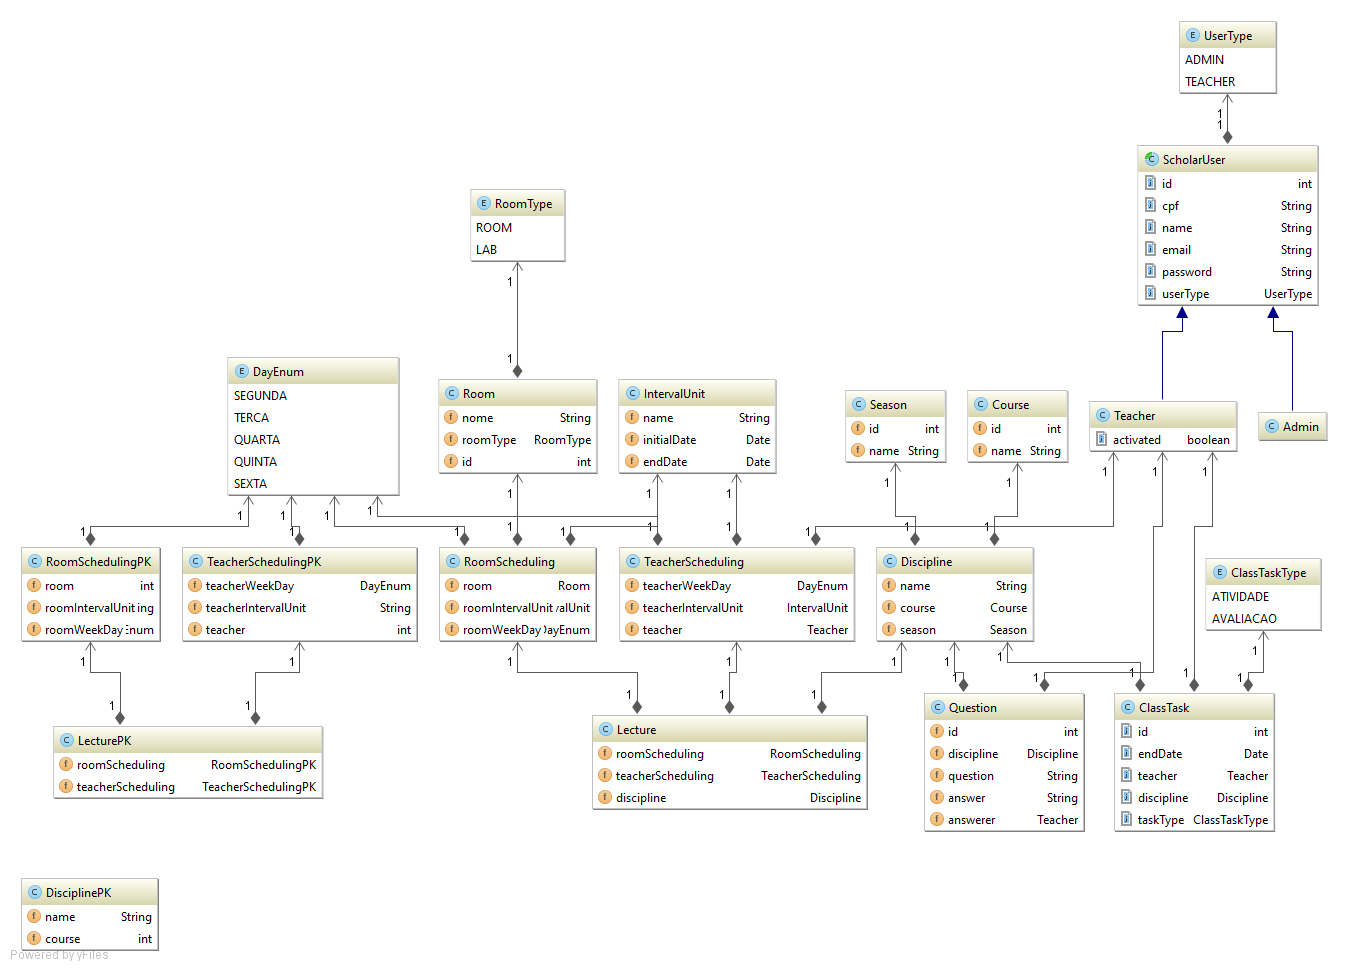 UserType
ADMIN
TEACHER
1
1
ScholarUser
id int
cpf String
name String
email String
password String
userType UserType
RoomType
ROOM
LAB
1
1
DayEnum
SEGUNDA
TERCA
QUARTA
QUINTA
SEXTA
Room
nome String
roomType RoomType
id int
IntervalUnit
name String
initialDate Date
endDate Date
Season
id int
name String
Course
id int
name String
Teacher
activated boolean
Admin
1 1 1 1 1 1 1 1 1 1 1 1
1 1 1 1 1 1 1 1 1
RoomSchedulingPK
room int
roomIntervalUnit ing
roomWeekDay Enum
TeacherSchedulingPK
teacherWeekDay DayEnum
teacherIntervalUnit String
teacher int
RoomScheduling
room Room
roomIntervalUnit valUnit
roomWeekDay DayEnum
TeacherScheduling
teacherWeekDay DayEnum
teacherIntervalUnit IntervalUnit
teacher Teacher
Discipline
name String
course Course
season Season
ClassTaskType
ATIVIDADE
AVALIACAO
1 1 1 1 1 1 1 1
1 1 1 1 1 1 1 1 1 1
LecturePK
roomScheduling RoomSchedulingPK
teacherScheduling TeacherSchedulingPK
Lecture
roomScheduling RoomScheduling
teacherScheduling TeacherScheduling
discipline Discipline
Question
id int
discipline Discipline
question String
answer String
answerer Teacher
ClassTask
id int
endDate Date
teacher Teacher
discipline Discipline
taskType ClassTaskType
DisciplinePK
name String
course int
Powered by yFiles